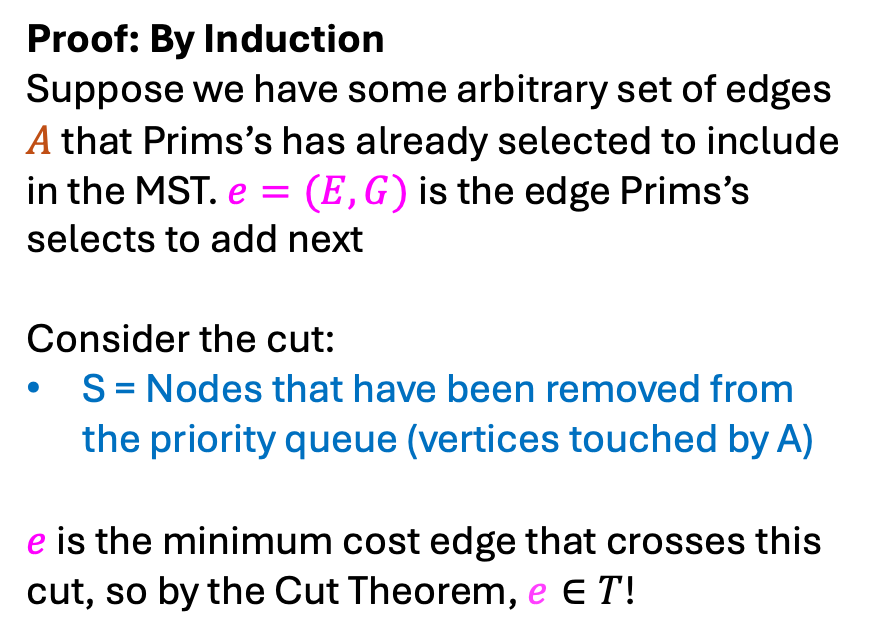 Proof: By Induction
Suppose we have some arbitrary set of edges
A that Prims's has already selected to include
in the MST. e = (E, G) is the edge Prims's
selects to add next
Consider the cut:
• S = Nodes that have been removed from
the priority queue (vertices touched by A)
e is the minimum cost edge that crosses this
cut, so by the Cut Theorem, e ∈ T!